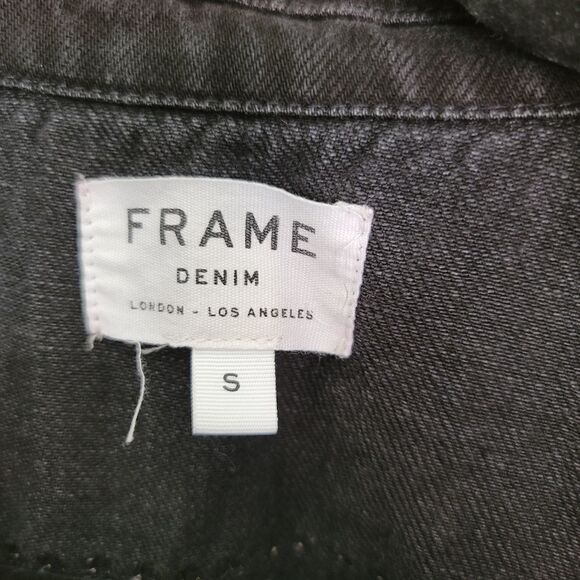 FRAME
DENIM
LONDON - LOS ANGELES
S